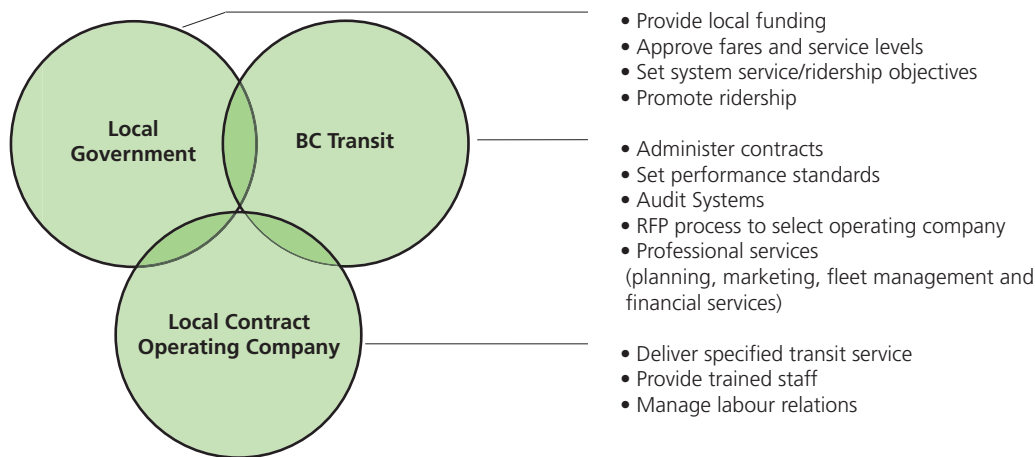 Local
Government
BC Transit
Local Contract
Operating Company
• Provide local funding
• Approve fares and service levels
• Set system service/ridership objectives
• Promote ridership
• Administer contracts
• Set performance standards
• Audit Systems
• RFP process to select operating company
• Professional services
(planning, marketing, fleet management and
financial services)
• Deliver specified transit service
• Provide trained staff
• Manage labour relations